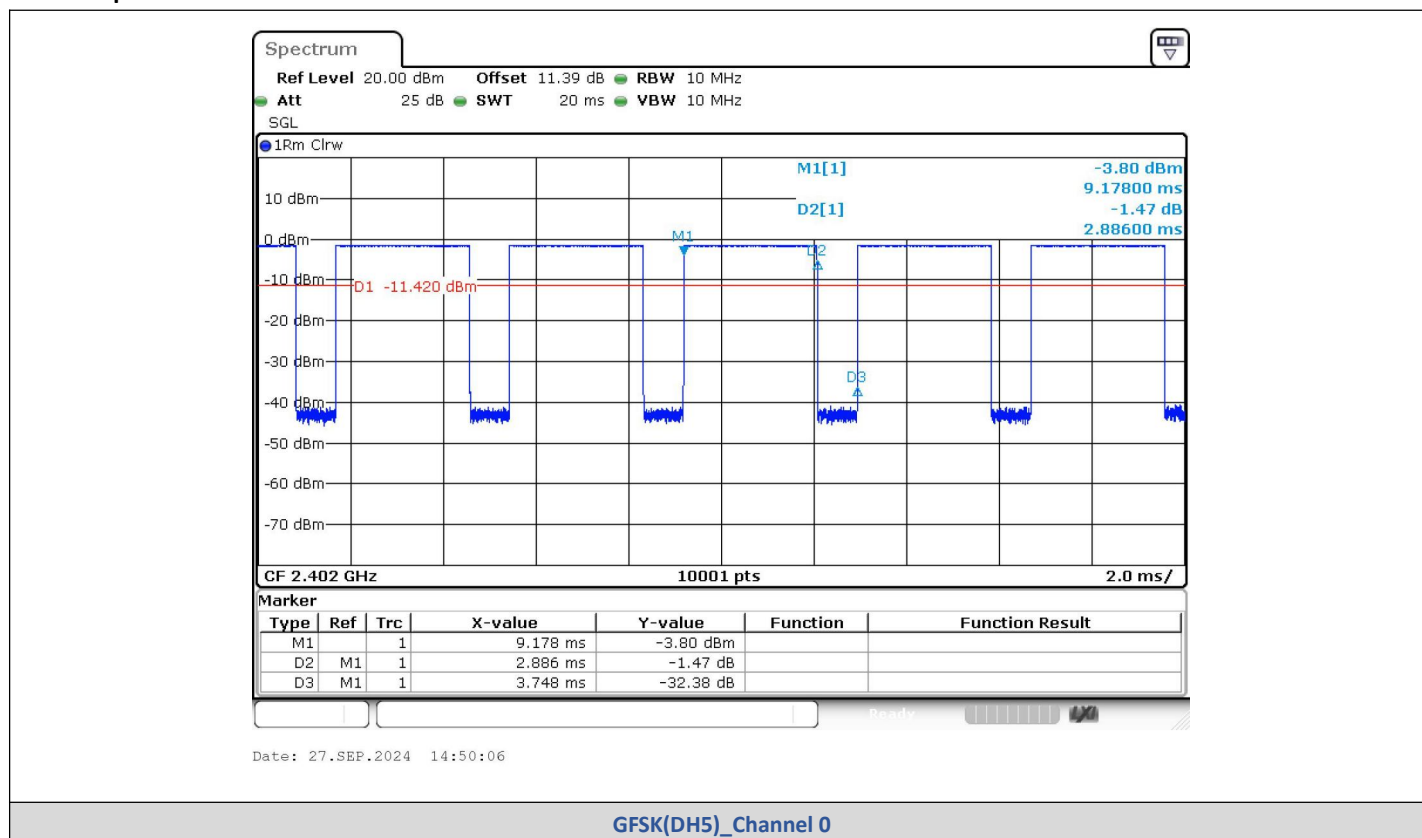 Spectrum
Ref Level 20.00 dBm Offset 11.39 dB RBW 10 MHz
Att 25 dB SWT 20 ms VBW 10 MHz
SGL
1Rm Clrw
M1[1] -3.80 dBm
9.17800 ms
10 dBm
D2[1] -1.47 dB
2.88600 ms
M1
0 dBm
D2
-10 dBm
D1 -11.420 dBm
-20 dBm
-30 dBm
D3
-40 dBm
-50 dBm
-60 dBm
-70 dBm
CF 2.402 GHz 10001 pts 2.0 ms/
Marker
Type Ref Trc X-value Y-value Function Function Result
M1 1 9.178 ms -3.80 dBm
D2 M1 1 2.886 ms -1.47 dB
D3 M1 1 3.748 ms -32.38 dB
Ready LXI
Date: 27.SEP.2024 14:50:06
GFSK(DH5)_Channel 0